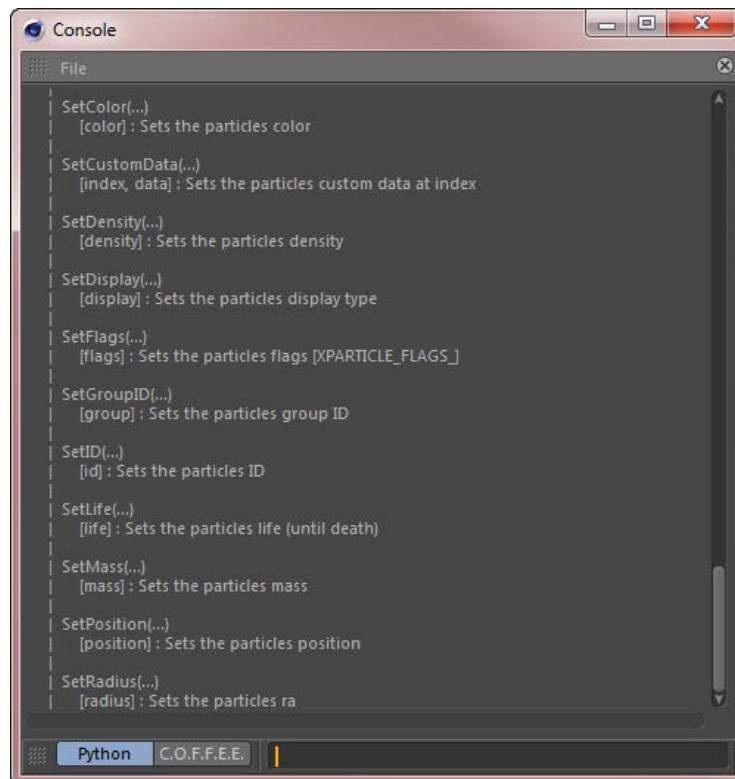 Console
File
SetColor(...)
[color] : Sets the particles color
SetCustomData(...)
[index, data] : Sets the particles custom data at index
SetDensity(...)
[density] : Sets the particles density
SetDisplay(...)
[display] : Sets the particles display type
SetFlags(...)
[flags] : Sets the particles flags [XPARTICLE_FLAGS_]
SetGroupID(...)
[group] : Sets the particles group ID
SetID(...)
[id] : Sets the particles ID
SetLife(...)
[life] : Sets the particles life (until death)
SetMass(...)
[mass] : Sets the particles mass
SetPosition(...)
[position] : Sets the particles position
SetRadius(...)
[radius] : Sets the particles ra
Python C.O.F.F.E.E.